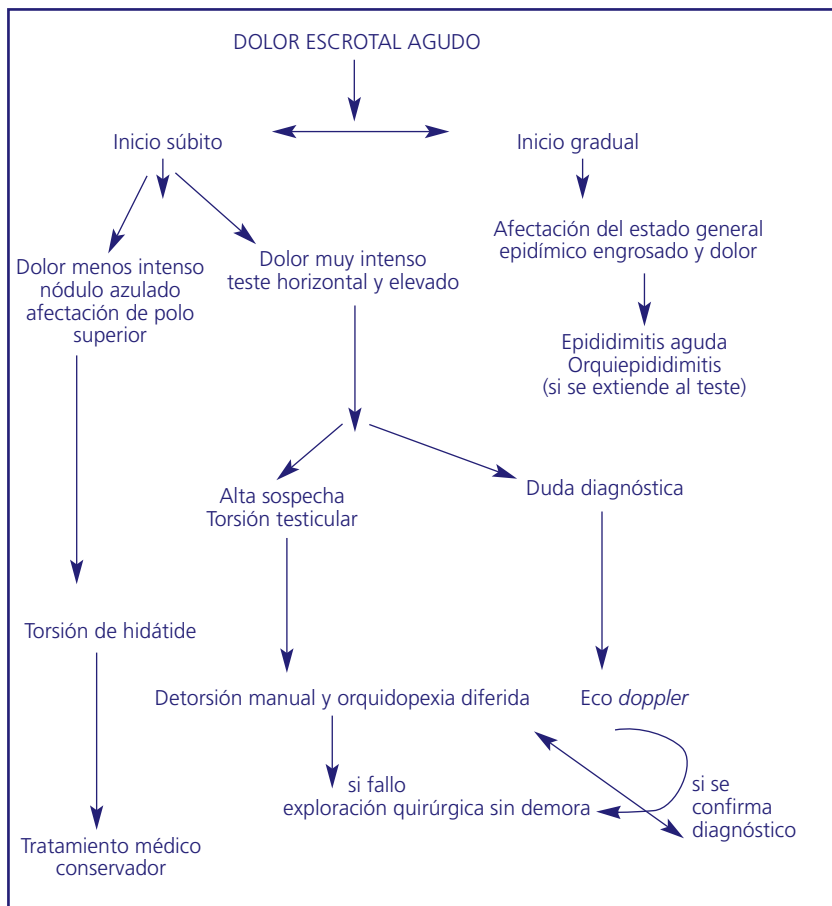 DOLOR ESCROTAL AGUDO
Inicio súbito
Inicio gradual
Afectación del estado general
epidímico engrosado y dolor
Dolor menos intenso
nódulo azulado
afectación de polo
superior
Dolor muy intenso
teste horizontal y elevado
Epididimitis aguda
Orquiepididimitis
(si se extiende al teste)
Alta sospecha
Torsión testicular
Duda diagnóstica
Torsión de hidátide
Detorsión manual y orquidopexia diferida
Eco doppler
si fallo
exploración quirúrgica sin demora
si se
confirma
diagnóstico
Tratamiento médico
conservador